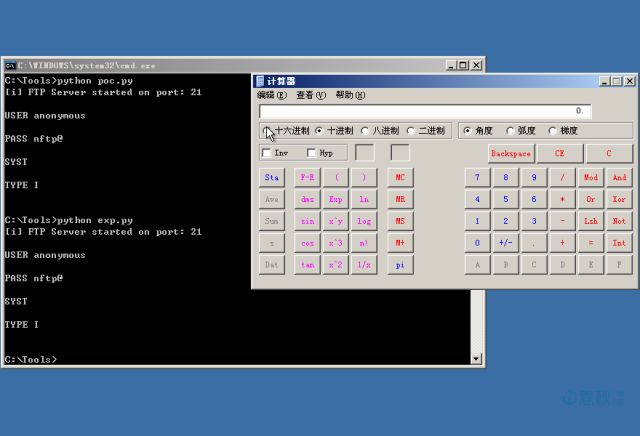 C:\WINDOWS\system32\cmd.exe
C:\Tools>python poc.py
[i] FTP Server started on port: 21
USER anonymous
PASS nftp@
SYST
TYPE I
C:\Tools>python exp.py
[i] FTP Server started on port: 21
USER anonymous
PASS nftp@
SYST
TYPE I
C:\Tools>
计算器
编辑(E) 查看(V) 帮助(H)
0.
十六进制 十进制 八进制 二进制 角度 弧度 梯度
Inv Hyp Backspace CE C
Sta F-E ( ) MC 7 8 9 / Mod And
Ave dms Exp ln MR 4 5 6 * Or Xor
Sum sin x^y log MS 1 2 3 - Lsh Not
s cos x^3 n! M+ 0 +/- . + = Int
Dat tan x^2 1/x pi A B C D E F